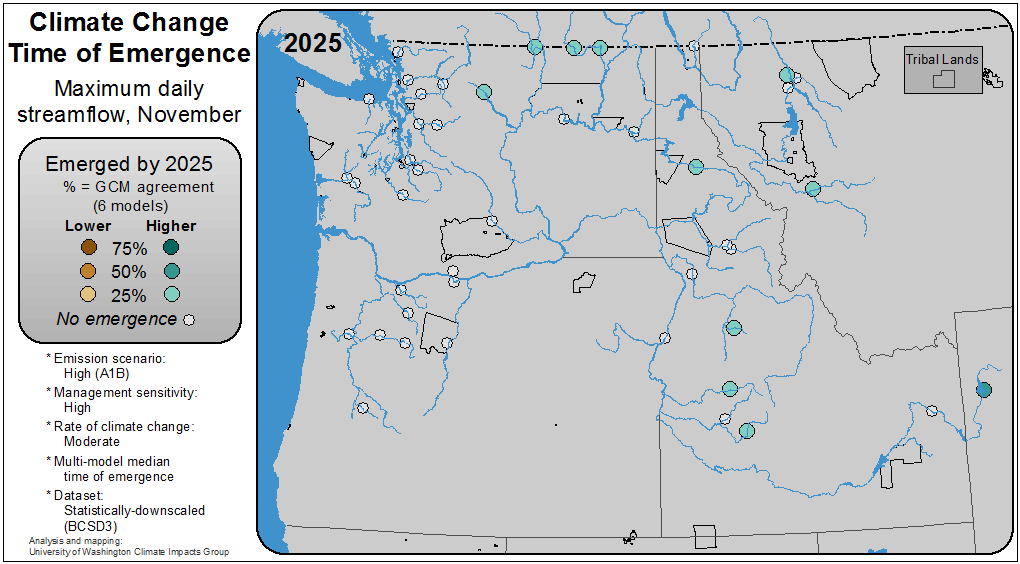 Climate Change
Time of Emergence
Maximum daily
streamflow, November
Emerged by 2025
% = GCM agreement
(6 models)
Lower Higher
75%
50%
25%
No emergence
* Emission scenario:
High (A1B)
* Management sensitivity:
High
* Rate of climate change:
Moderate
* Multi-model median
time of emergence
* Dataset:
Statistically-downscaled
(BCSD3)
Analysis and mapping:
University of Washington Climate Impacts Group
2025
Tribal Lands